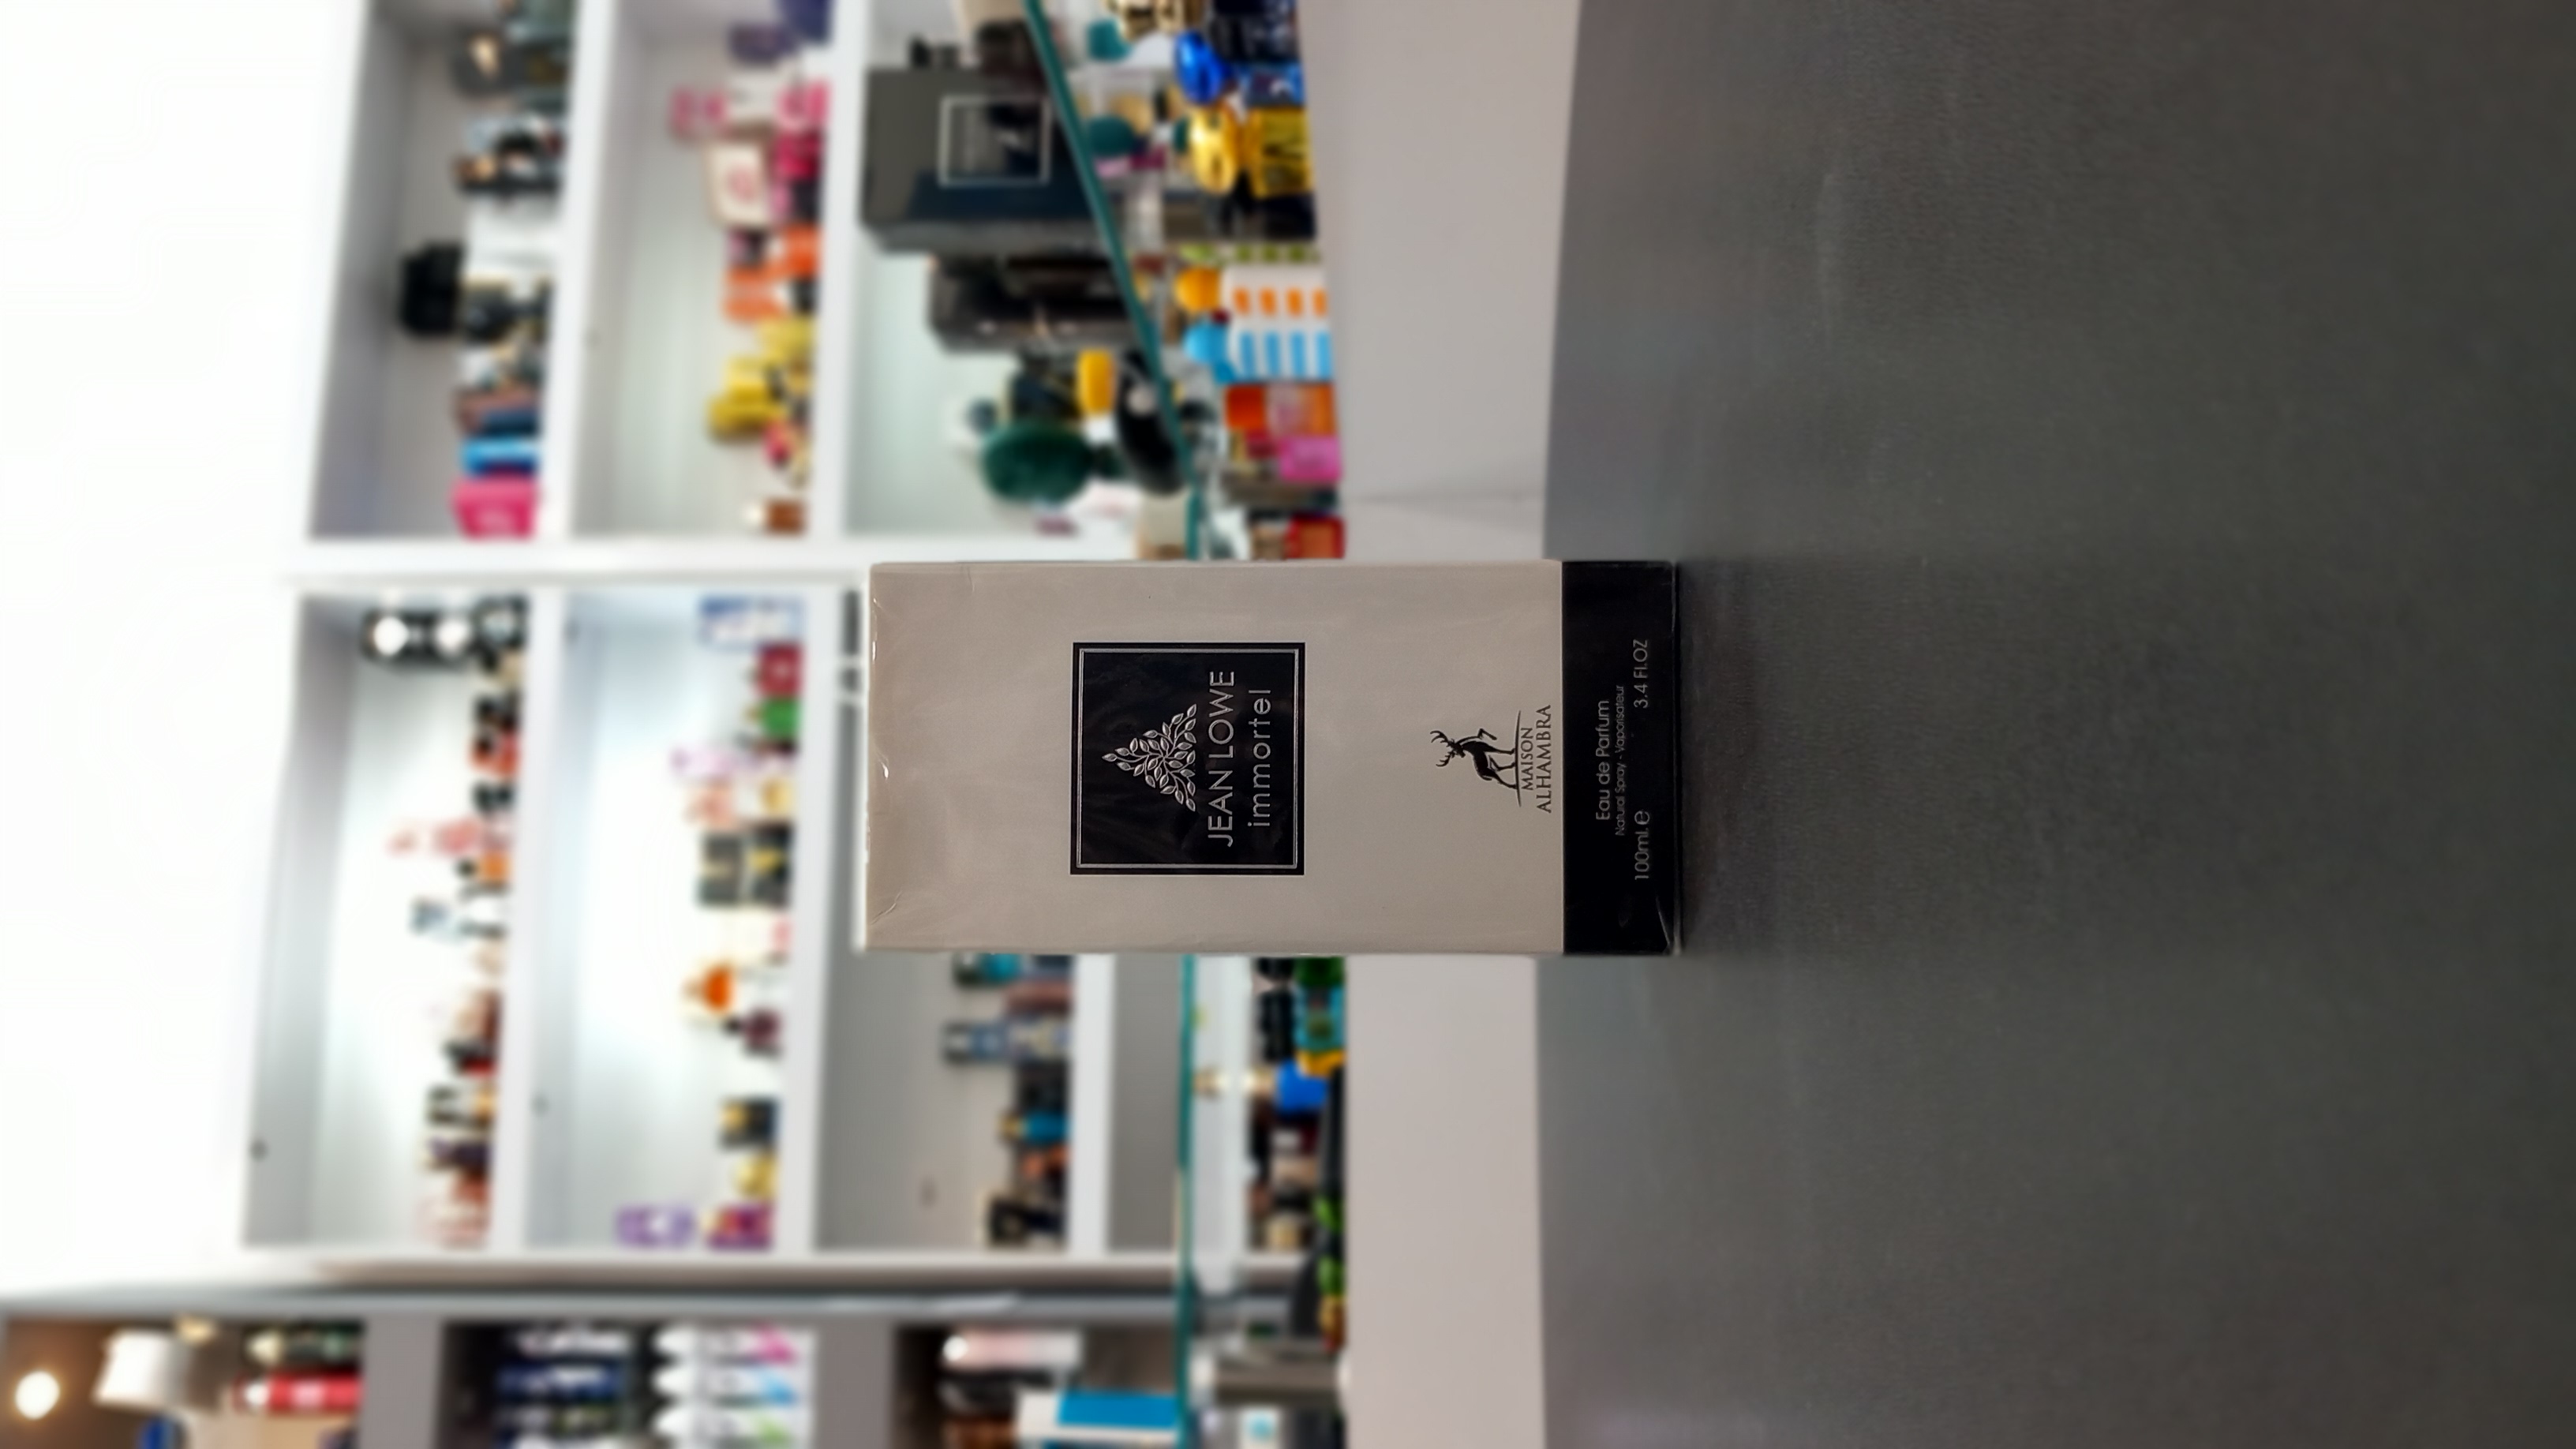 JEAN LOWE
immortel
MAISON
ALHAMBRA
Eau de Parfum
Natural Spray - Vaporisateur
100ml.e 3.4 Fl.OZ